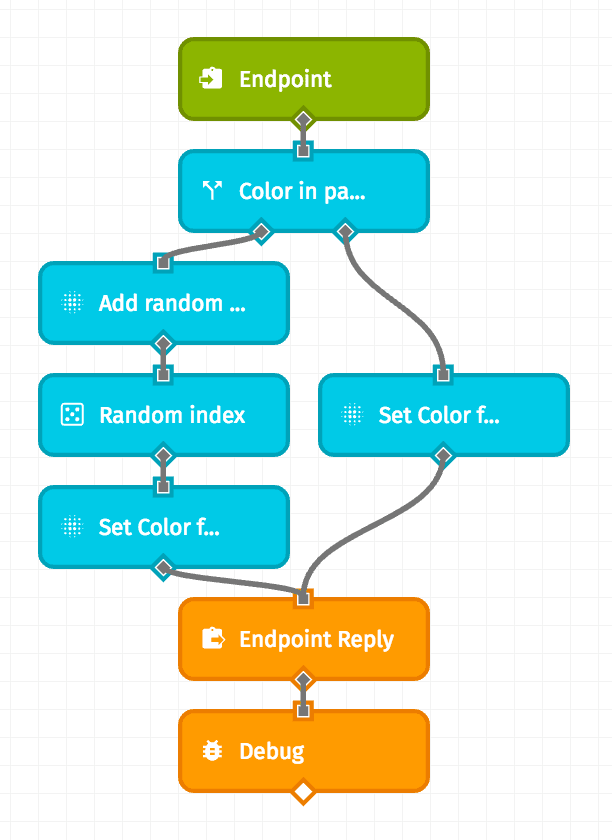 Endpoint
Color in pa...
Add random ...
Random index
Set Color f...
Set Color f...
Endpoint Reply
Debug